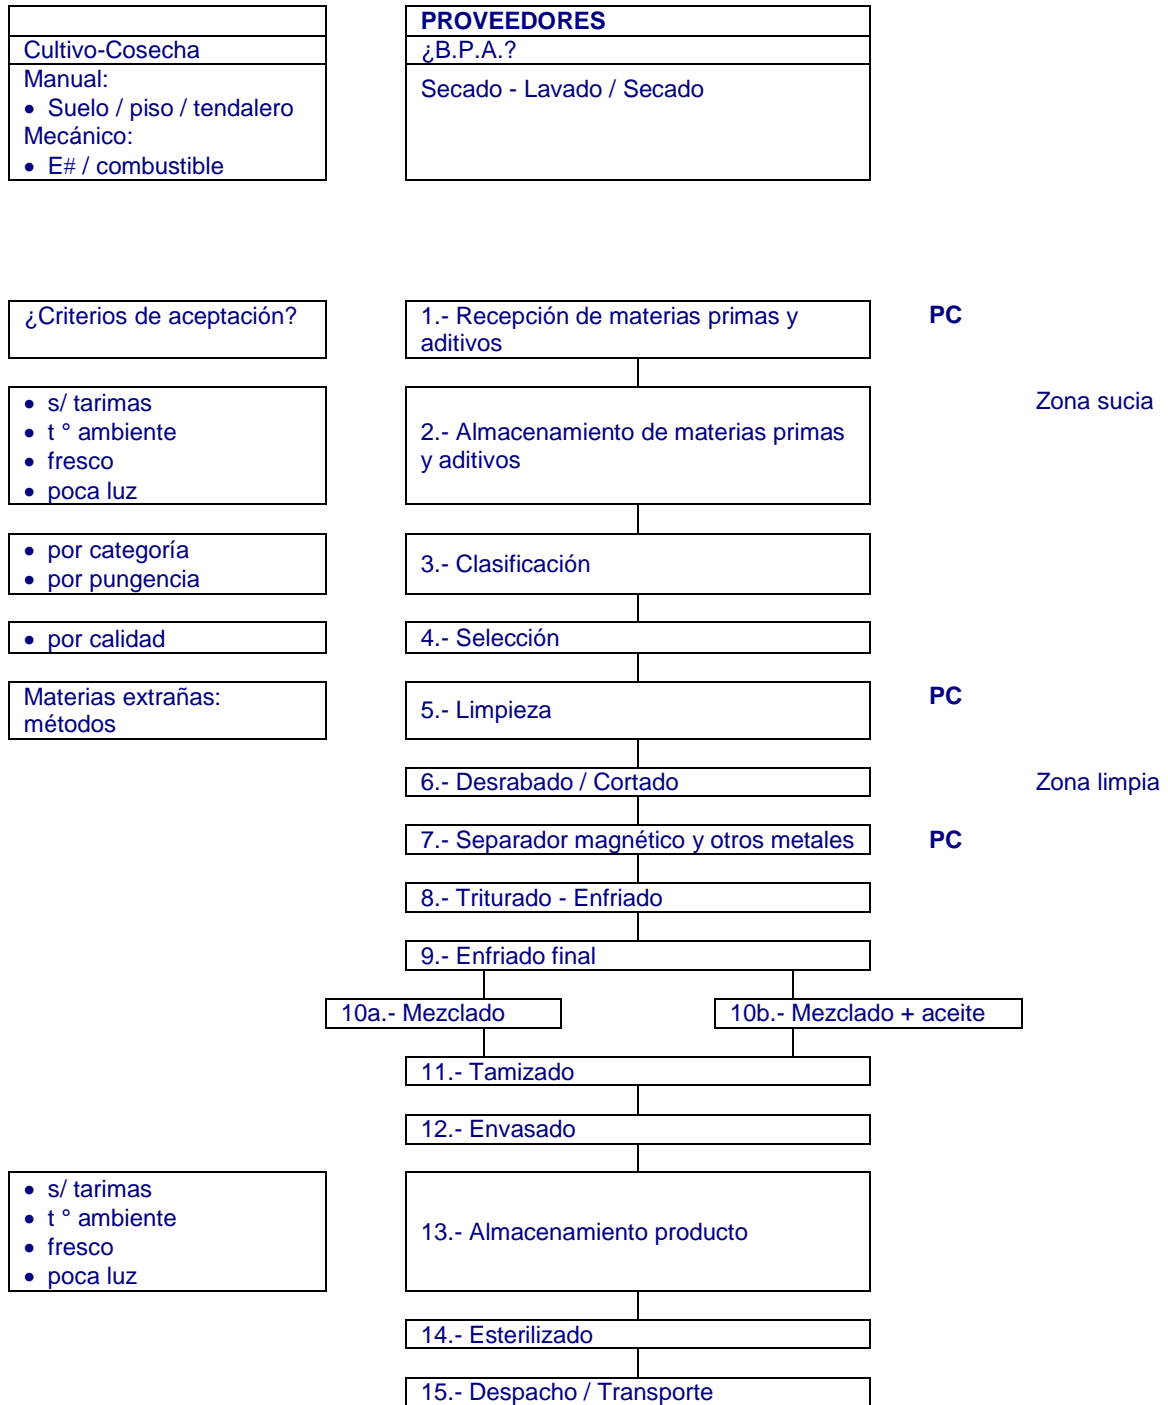 PROVEEDORES
Cultivo-Cosecha
¿B.P.A.?
Manual:
• Suelo / piso / tendalero
Mecánico:
• E# / combustible
Secado - Lavado / Secado
¿Criterios de aceptación?
1.- Recepción de materias primas y
aditivos
PC
• s/ tarimas
• t ° ambiente
• fresco
• poca luz
2.- Almacenamiento de materias primas
y aditivos
Zona sucia
• por categoría
• por pungencia
3.- Clasificación
• por calidad
4.- Selección
Materias extrañas:
métodos
5.- Limpieza
PC
6.- Desrabado / Cortado
Zona limpia
7.- Separador magnético y otros metales
PC
8.- Triturado - Enfriado
9.- Enfriado final
10a.- Mezclado
10b.- Mezclado + aceite
11.- Tamizado
12.- Envasado
• s/ tarimas
• t ° ambiente
• fresco
• poca luz
13.- Almacenamiento producto
14.- Esterilizado
15.- Despacho / Transporte